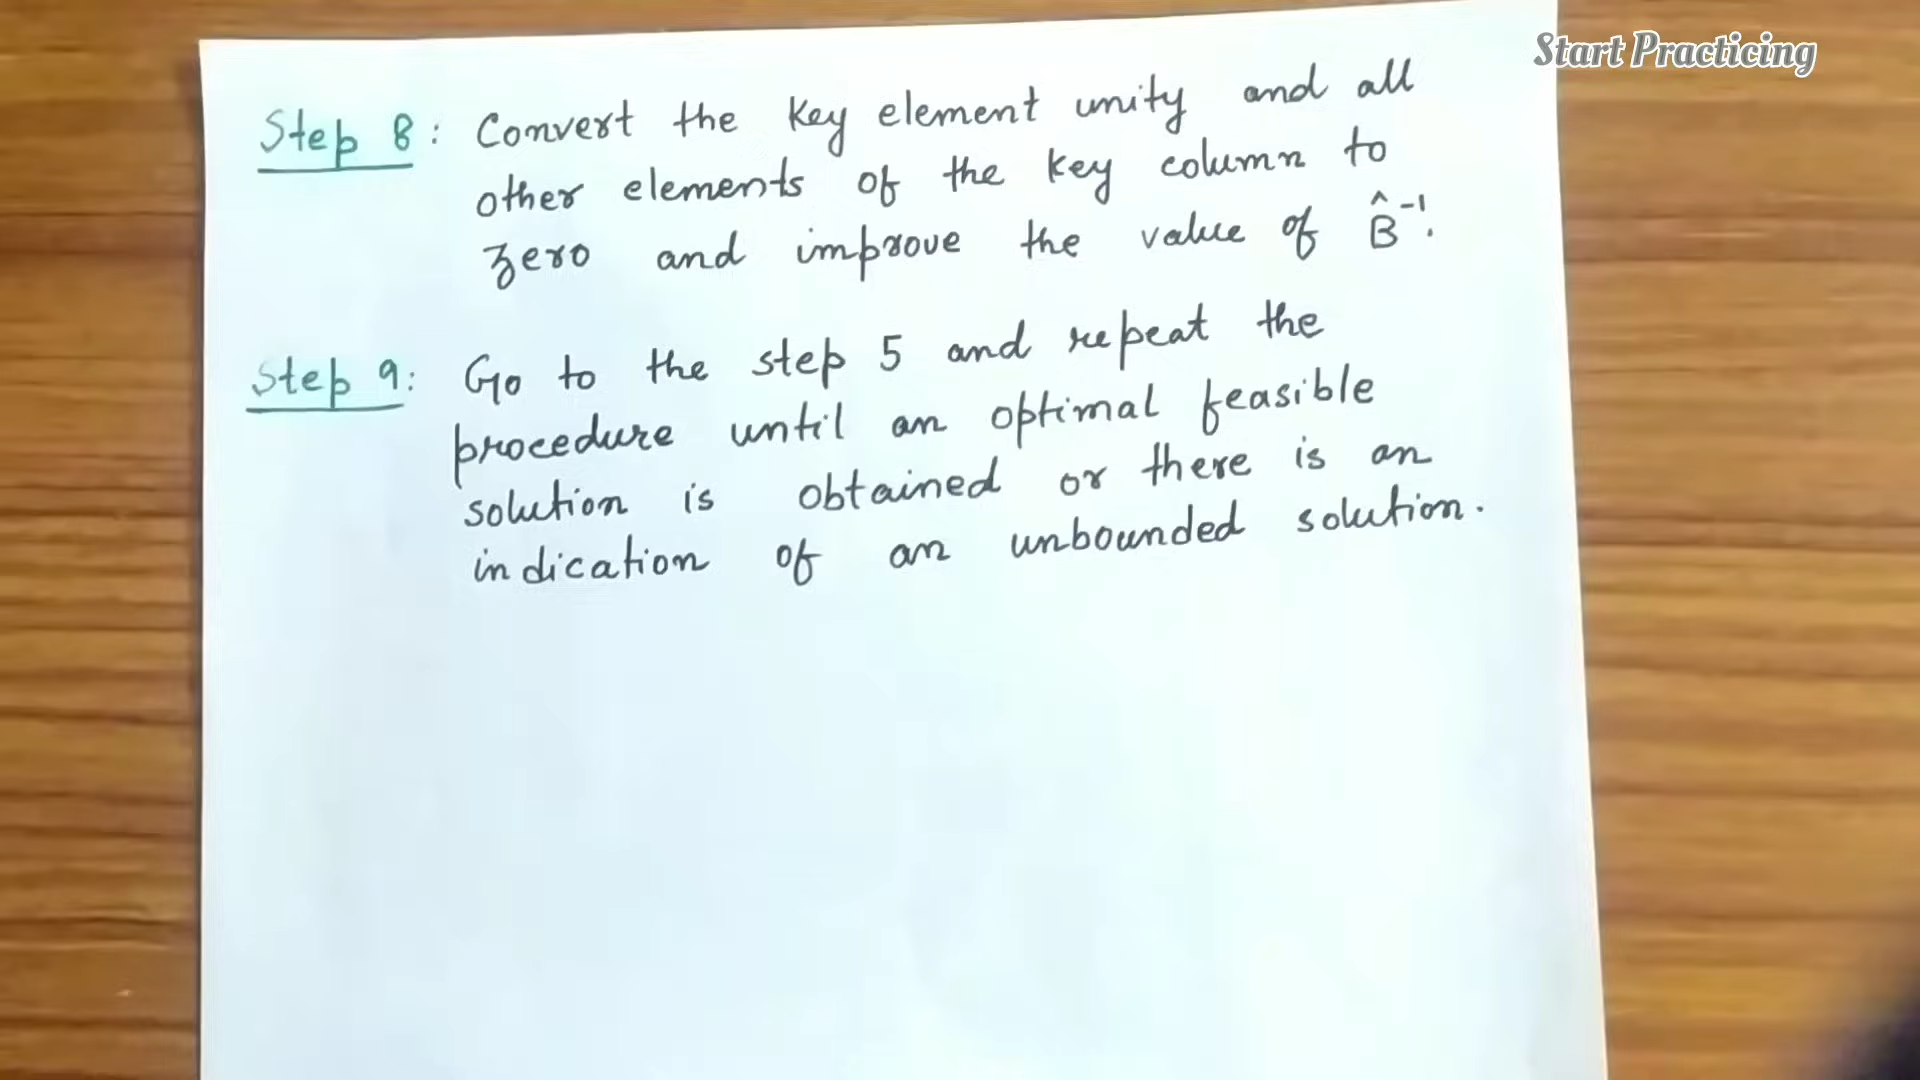 Start Practicing
Step 8: Convert the key element unity and all
other elements of the key column to
zero and improve the value of B̂⁻¹.
Step 9: Go to the step 5 and repeat the
procedure until an optimal feasible
solution is obtained or there is an
indication of an unbounded solution.